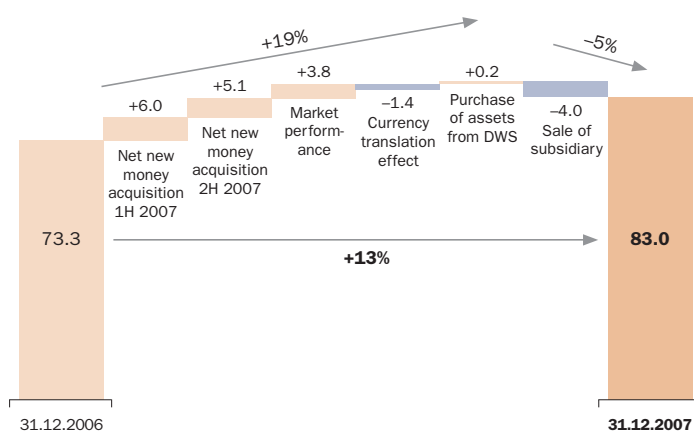 +19%
–5%
+6.0
Net new
money
acquisition
1H 2007
+5.1
Net new
money
acquisition
2H 2007
+3.8
Market
perform-
ance
–1.4
Currency
translation
effect
+0.2
Purchase
of assets
from DWS
–4.0
Sale of
subsidiary
73.3
83.0
+13%
31.12.2006
31.12.2007